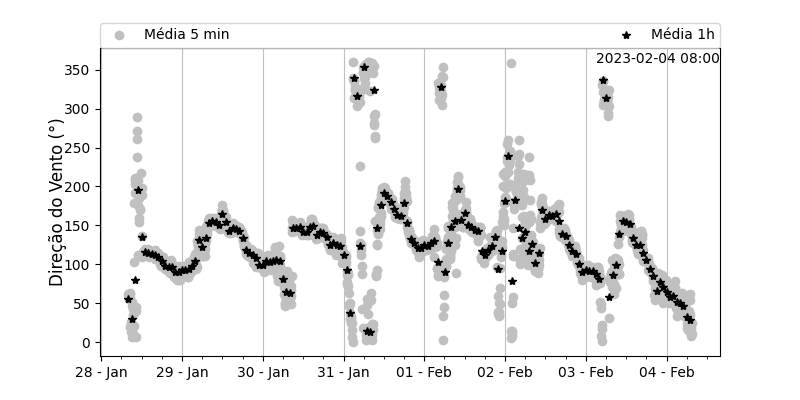 Média 5 min
Média 1h
2023-02-04 08:00
Direção do Vento (°)
350
300
250
200
150
100
50
0
28 - Jan
29 - Jan
30 - Jan
31 - Jan
01 - Feb
02 - Feb
03 - Feb
04 - Feb